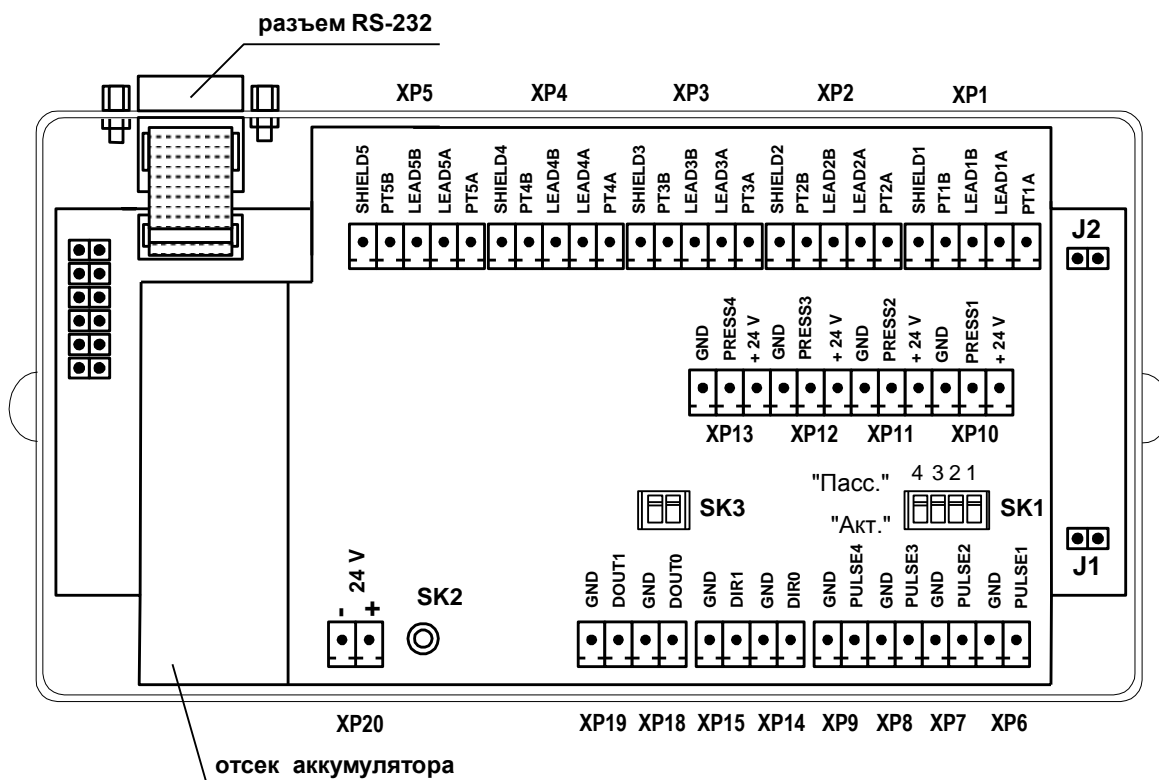 разъем RS-232
XP5 XP4 XP3 XP2 XP1
SHIELD5 PT5B LEAD5B LEAD5A PT5A SHIELD4 PT4B LEAD4B LEAD4A PT4A SHIELD3 PT3B LEAD3B LEAD3A PT3A SHIELD2 PT2B LEAD2B LEAD2A PT2A SHIELD1 PT1B LEAD1B LEAD1A PT1A
J2
GND PRESS4 + 24 V GND PRESS3 + 24 V GND PRESS2 + 24 V GND PRESS1 + 24 V
XP13 XP12 XP11 XP10
"Пасс." 4 3 2 1
SK3 SK1
"Акт."
J1
- + 24 V
SK2
GND DOUT1 GND DOUT0 GND DIR1 GND DIR0 GND PULSE4 GND PULSE3 GND PULSE2 GND PULSE1
XP20 XP19 XP18 XP15 XP14 XP9 XP8 XP7 XP6
отсек аккумулятора